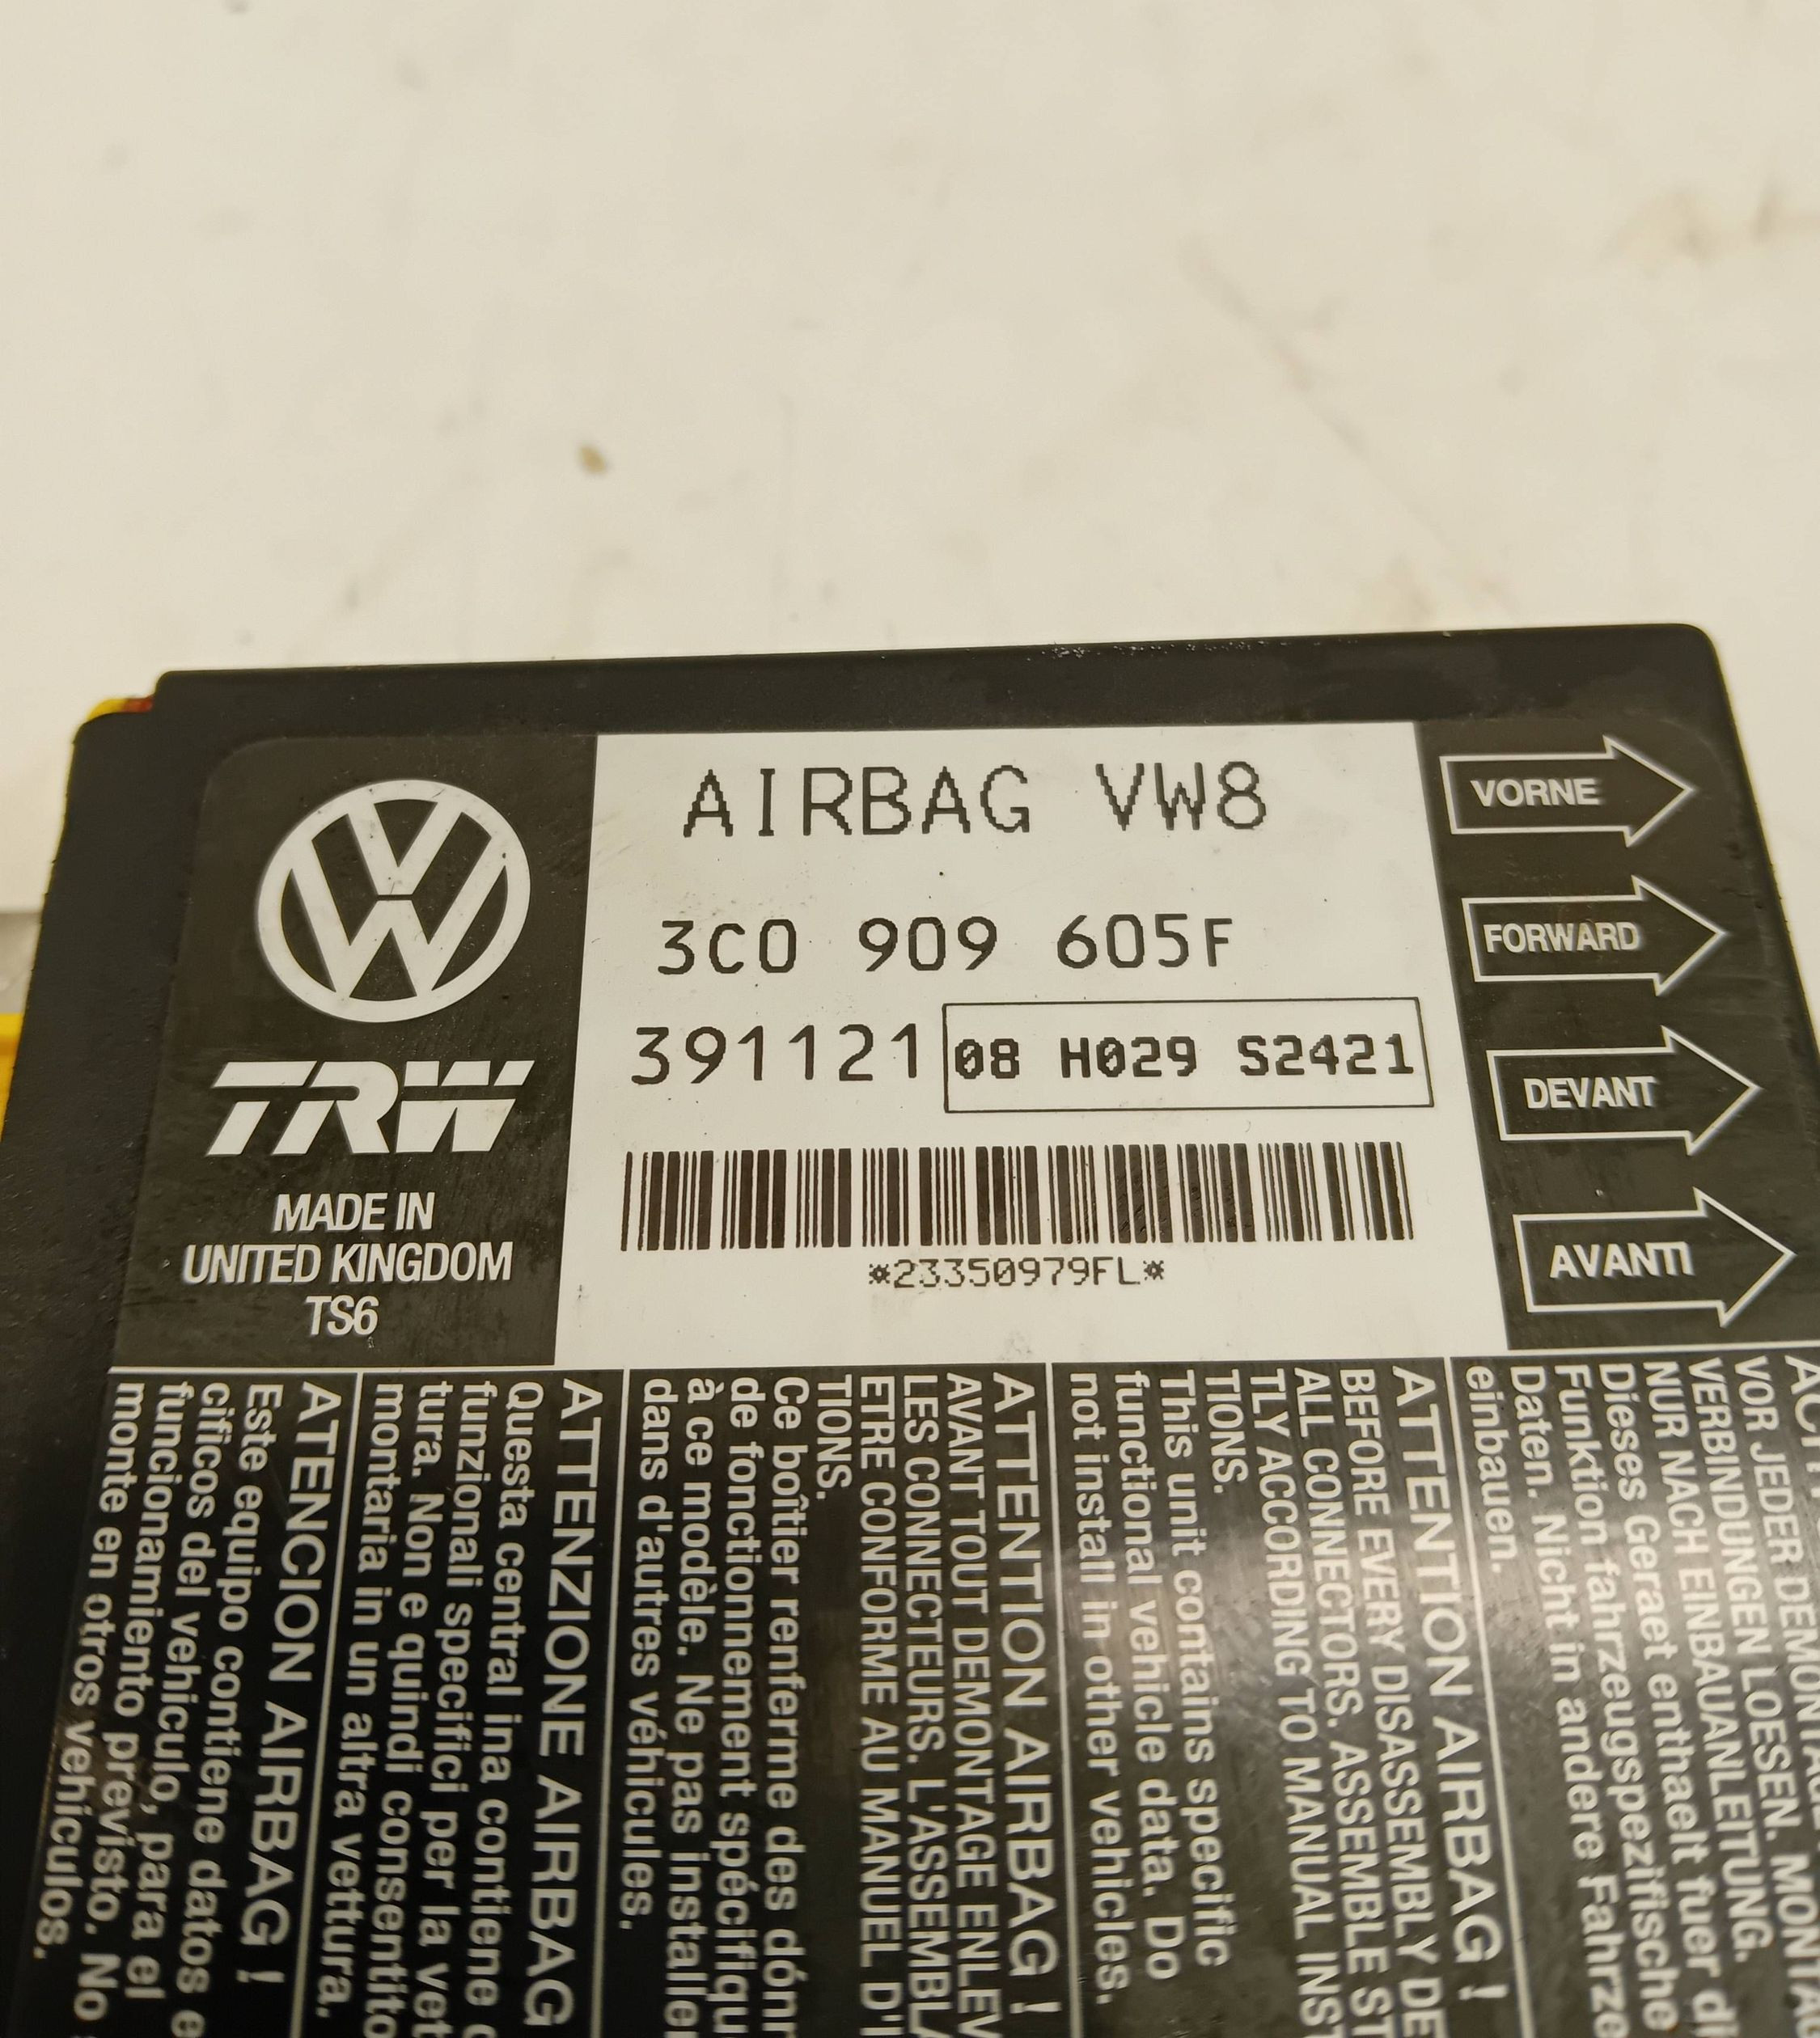 AIRBAG VW8
3C0 909 605F
391121 08 H029 S2421
*23350979FL*
VW
TRW
MADE IN
UNITED KINGDOM
TS6
VORNE
FORWARD
DEVANT
AVANTI
VOR JEDER
VERBINDUNGEN LOESEN.
NUR NACH EINBAUANLEITUNG.
Dieses Geraet enthaelt fuer
Funktion fahrzeugspezifische
Daten. Nicht in andere
einbauen.
ATTENTION AIRBAG !
BEFORE EVERY DISASSEMBLY
ALL CONNECTORS. ASSEMBLE
TLY ACCORDING TO MANUAL
TIONS.
This unit contains specific
functional vehicle data. Do
not install in other vehicles.
ATTENTION AIRBAG !
AVANT TOUT DEMONTAGE
LES CONNECTEURS.
ETRE CONFORME AU MANUEL
TIONS.
Ce boîtier renferme des
de fonctionnement
à ce modèle. Ne pas
dans d'autres véhicules.
ATTENZIONE AIRBAG
Questa central ina contiene
funzionali specifici per la
tura. Non e quindi
montaria in un altra vettura.
ATENCION AIRBAG !
Este equipo contiene datos
cificos del vehiculo, para el
funcionamiento previsto. No
monte en otros vehiculos.